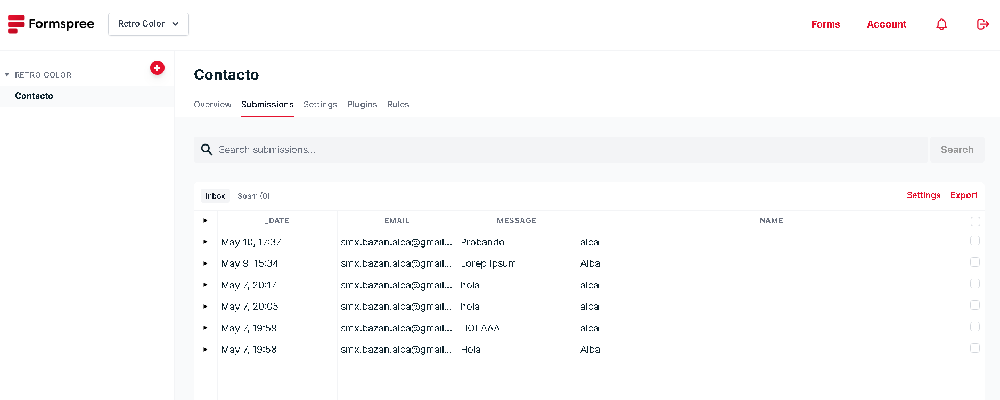 Formspree Retro Color Forms Account
RETRO COLOR
Contacto
Contacto
Overview Submissions Settings Plugins Rules
Search submissions... Search
Inbox Spam (0) Settings Export
_DATE EMAIL MESSAGE NAME
May 10, 17:37 smx.bazan.alba@gmail... Probando alba
May 9, 15:34 smx.bazan.alba@gmail... Lorep Ipsum Alba
May 7, 20:17 smx.bazan.alba@gmail... hola alba
May 7, 20:05 smx.bazan.alba@gmail... hola alba
May 7, 19:59 smx.bazan.alba@gmail... HOLAAA alba
May 7, 19:58 smx.bazan.alba@gmail... Hola Alba